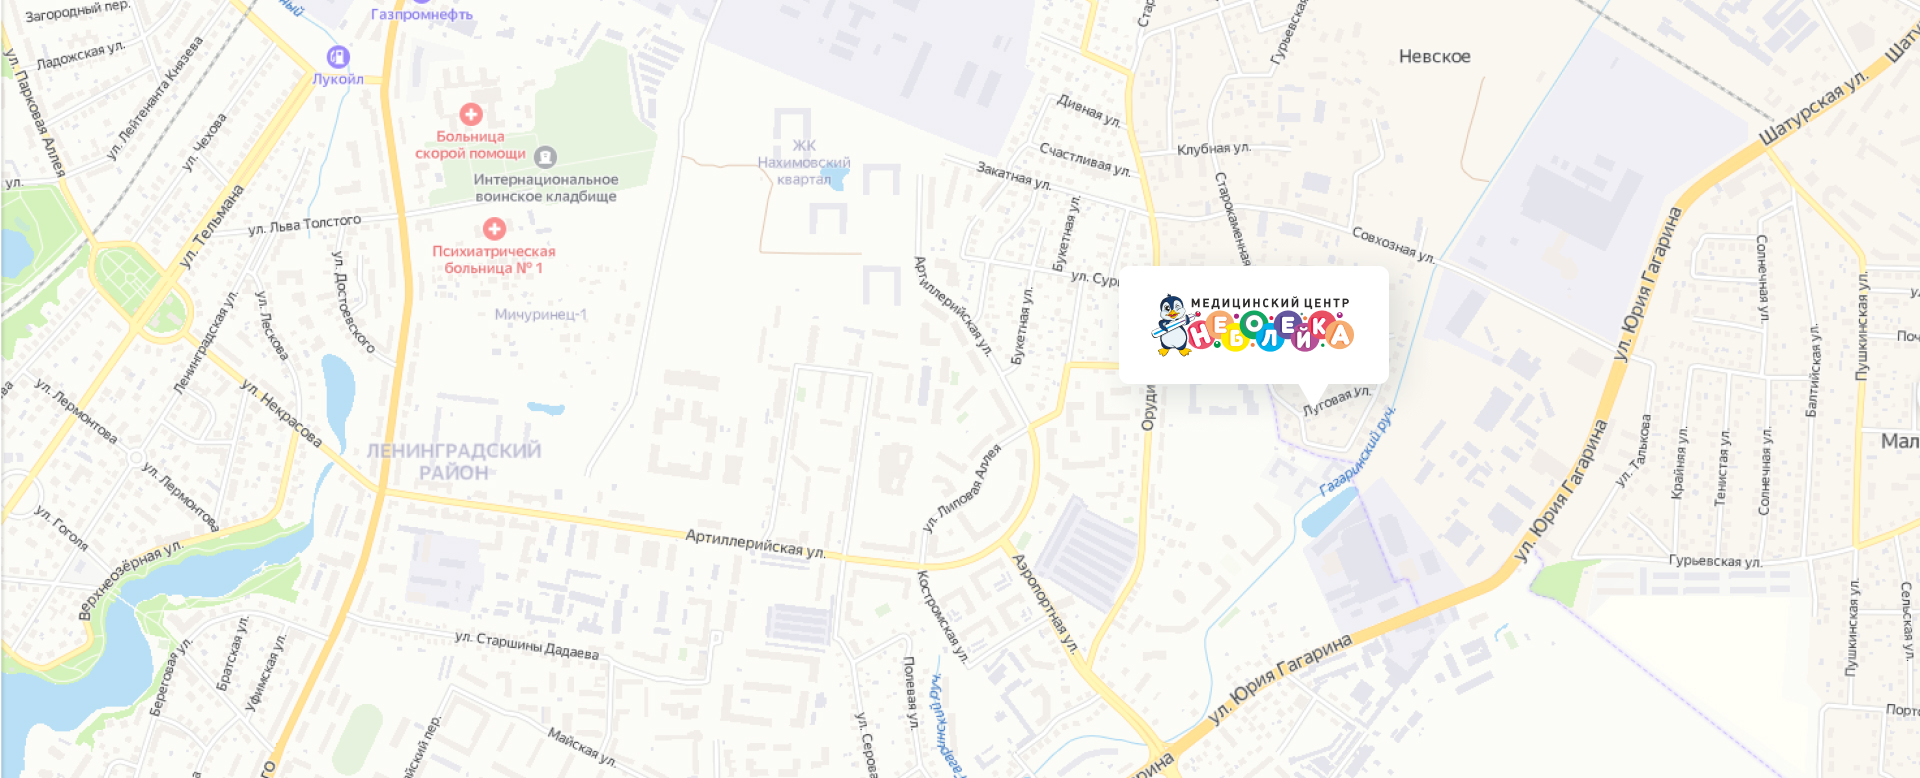 Загородный пер.
Газпромнефть
Ладожская ул.
ул. Парковая Аллея
ул. Лейтенанта Князева
ул. Чехова
Лукойл
ул. Тельмана
ул.
Больница
скорой помощи
Интернациональное
воинское кладбище
ул. Льва Толстого
Психиатрическая
больница № 1
ул. Достоевского
Мичуринец-1
ул. Лескова
Ленинградская ул.
ул. Некрасова
ул. Лермонтова
ул. Лермонтова
ул. Гоголя
Верхнеозёрная ул.
ЛЕНИНГРАДСКИЙ
РАЙОН
Береговая ул.
Братская ул.
Уфимская ул.
ул. Старшины Дадаева
Майская ул.
Артиллерийская ул.
ЖК
Нахимовский
квартал
Артиллерийская ул.
Букетная ул.
Букетная ул.
ул. Липовая Аллея
Костромская ул.
Аэропортная ул.
Полевая ул.
ул. Серова
Гагаринский руч.
Дивная ул.
Счастливая ул.
Закатная ул.
Клубная ул.
Старокаменная
Гурьевская
Невское
Совхозная ул.
МЕДИЦИНСКИЙ ЦЕНТР
НЕБОЛЕЙКА
Луговая ул.
Гагаринский руч.
Шатурская ул.
ул. Юрия Гагарина
ул. Юрия Гагарина
ул. Юрия Гагарина
Солнечная ул.
Балтийская ул.
Пушкинская ул.
ул. Талькова
Крайняя ул.
Тенистая ул.
Солнечная ул.
Гурьевская ул.
Пушкинская ул.
Сельская ул.